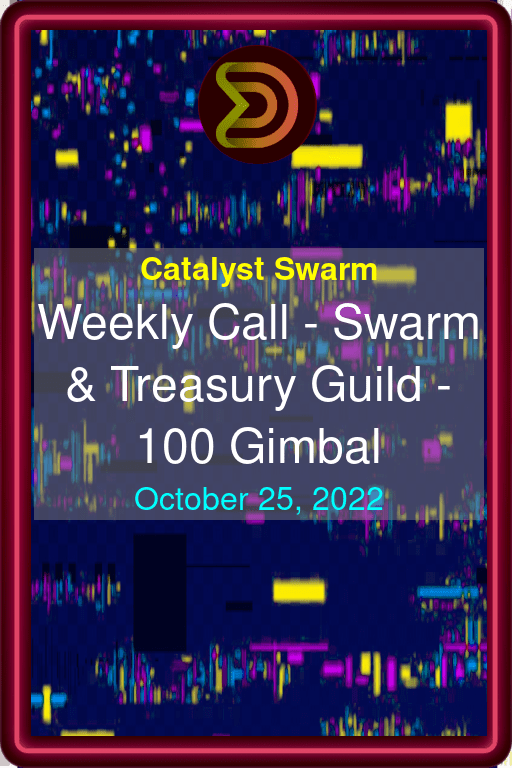 Catalyst Swarm
Weekly Call - Swarm
& Treasury Guild -
100 Gimbal
October 25, 2022